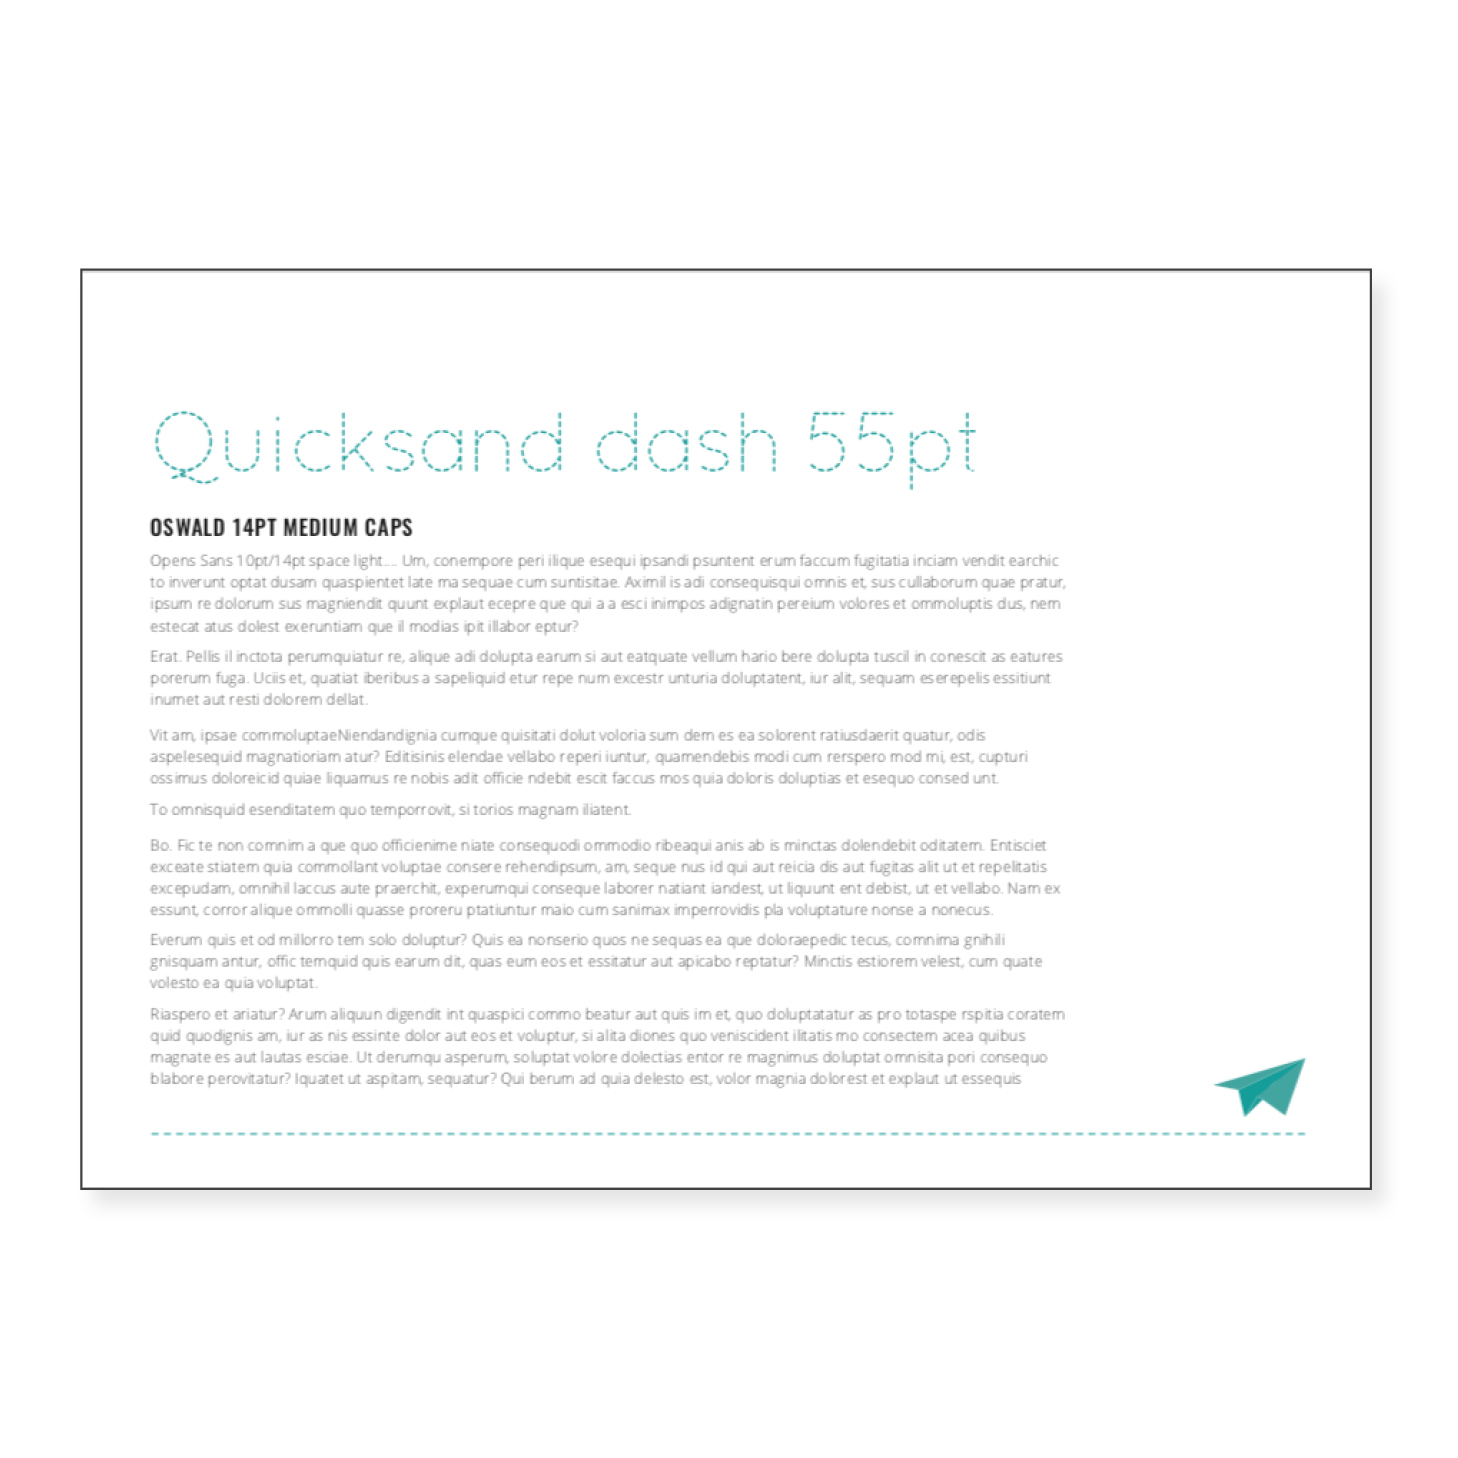 Quicksand dash 55pt
OSWALD 14PT MEDIUM CAPS
Opens Sans 10pt/14pt space light.... Um, conempore peri ilique esequi ipsandi psuntent erum faccum fugitatia inciam vendit earchic
to inverunt optat dusam quaspientet late ma sequae cum suntisitae. Aximil is adi consequisqui omnis et, sus cullaborum quae pratur,
ipsum re dolorum sus magniendit quunt explaut ecepre que qui a a esci inimpos adignatin pereium volores et ommoluptis dus, nem
estecat atus dolest exeruntiam que il modias ipit illabor eptur?
Erat. Pellis il inctota perumquiatur re, alique adi dolupta earum si aut eatquate vellum hario bere dolupta tuscil in conescit as eatures
porerum fuga. Uciis et, quatiat iberibus a sapeliquid etur repe num excestr unturia doluptatent, iur alit, sequam eserepelis essitiunt
inumet aut resti dolorem dellat.
Vit am, ipsae commoluptaeNiendandignia cumque quisitati dolut voloria sum dem es ea solorent ratiusdaerit quatur, odis
aspelesequid magnatioriam atur? Editisinis elendae vellabo reperi iuntur, quamendebis modi cum rerspero mod mi, est, cupturi
ossimus doloreicid quiae liquamus re nobis adit officie ndebit escit faccus mos quia doloris doluptias et esequo consed unt.
To omnisquid esenditatem quo temporrovit, si torios magnam iliatent.
Bo. Fic te non comnim a que quo officienime niate consequodi ommodio ribeaqui anis ab is minctas dolendebit oditatem. Entisciet
exceate stiatem quia commollant voluptae consere rehendipsum, am, seque nus id qui aut reicia dis aut fugitas alit ut et repelitatis
excepudam, omnihil laccus aute praerchit, experumqui conseque laborer natiant iandest, ut liquunt ent debist, ut et vellabo. Nam ex
essunt, corror alique ommolli quasse proreru ptatiuntur maio cum sanimax imperrovidis pla voluptature nonse a nonecus.
Everum quis et od millorro tem solo doluptur? Quis ea nonserio quos ne sequas ea que doloraepedic tecus, comnima gnihili
gnisquam antur, offic temquid quis earum dit, quas eum eos et essitatur aut apicabo reptatur? Minctis estiorem velest, cum quate
volesto ea quia voluptat.
Riaspero et ariatur? Arum aliquun digendit int quaspici commo beatur aut quis im et, quo doluptatatur as pro totaspe rspitia coratem
quid quodignis am, iur as nis essinte dolor aut eos et voluptur, si alita diones quo veniscident ilitatis mo consectem acea quibus
magnate es aut lautas esciae. Ut derumqu asperum, soluptat volore dolectias entor re magnimus doluptat omnisita pori consequo
blabore perovitatur? Iquatet ut aspitam, sequatur? Qui berum ad quia delesto est, volor magnia dolorest et explaut ut essequis